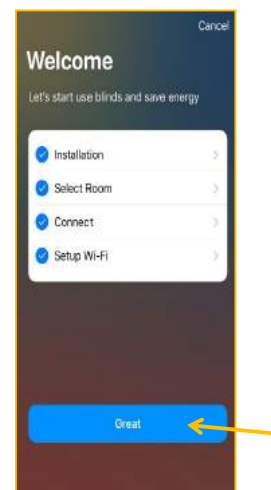 Cancel
Welcome
Let's start use blinds and save energy
Installation
Select Room
Connect
Setup Wi-Fi
Great